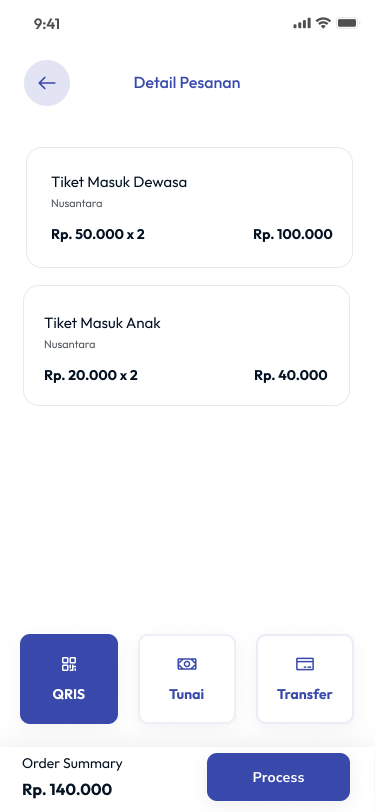 9:41
Detail Pesanan
Tiket Masuk Dewasa
Nusantara
Rp. 50.000 x 2 Rp. 100.000
Tiket Masuk Anak
Nusantara
Rp. 20.000 x 2 Rp. 40.000
QRIS Tunai Transfer
Order Summary
Rp. 140.000
Process